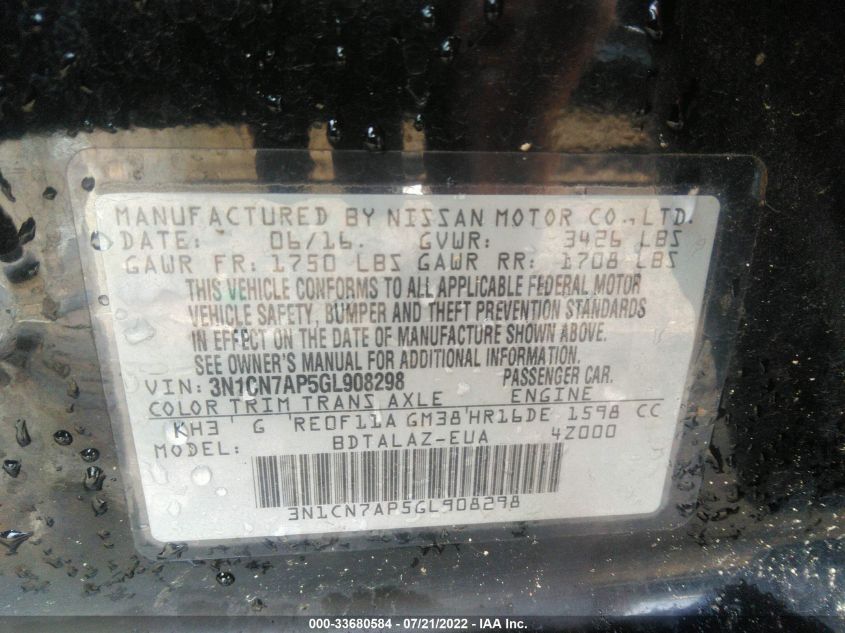 MANUFACTURED BY NISSAN MOTOR CO., LTD.
DATE: 06/16. GVWR: 3426 LBS
GAWR FR: 1750 LBS GAWR RR: 1708 LBS
THIS VEHICLE CONFORMS TO ALL APPLICABLE FEDERAL MOTOR
VEHICLE SAFETY, BUMPER AND THEFT PREVENTION STANDARDS
IN EFFECT ON THE DATE OF MANUFACTURE SHOWN ABOVE.
SEE OWNER'S MANUAL FOR ADDITIONAL INFORMATION.
VIN: 3N1CN7AP5GL908298 PASSENGER CAR.
COLOR TRIM TRANS AXLE ENGINE
KH3 G RE0F11A GM38 HR16DE 1598 CC
MODEL: BDTALAZ-EUA 4Z000
3N1CN7AP5GL908298
000-33680584 - 07/21/2022 - IAA Inc.